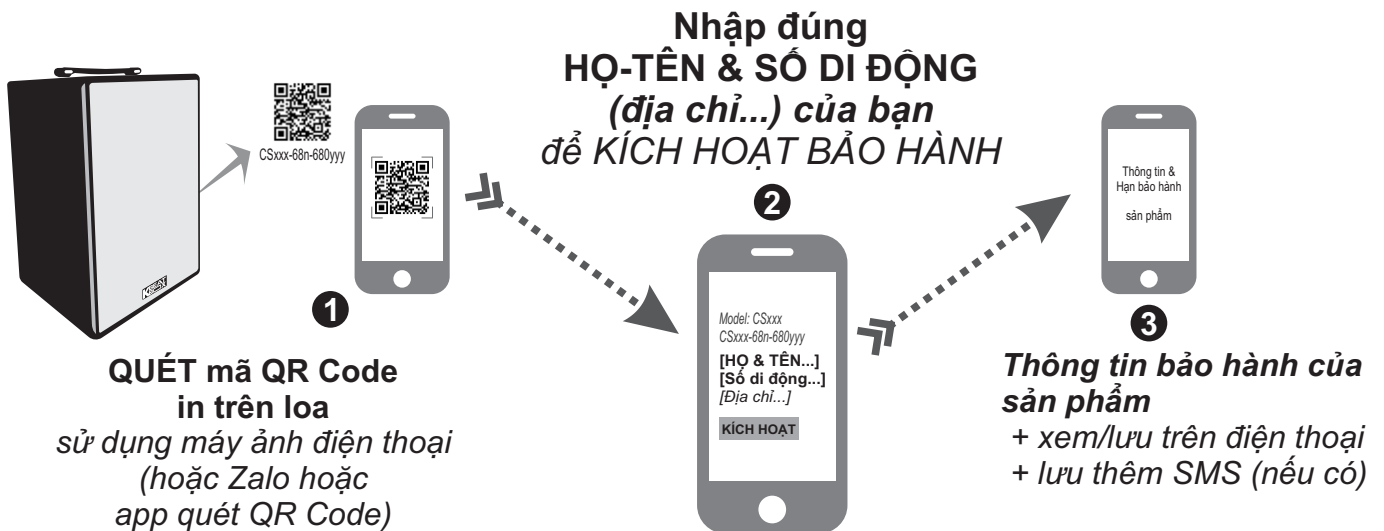 Nhập đúng
HỌ-TÊN & SỐ DI ĐỘNG
(địa chỉ...) của bạn
để KÍCH HOẠT BẢO HÀNH
CSxxx-68n-680yyy
1
QUÉT mã QR Code
in trên loa
sử dụng máy ảnh điện thoại
(hoặc Zalo hoặc
app quét QR Code)
2
Model: CSxxx
CSxxx-68n-680yyy
[HỌ & TÊN...]
[Số di động...]
[Địa chỉ...]
KÍCH HOẠT
Thông tin &
Hạn bảo hành
sản phẩm
3
Thông tin bảo hành của
sản phẩm
+ xem/lưu trên điện thoại
+ lưu thêm SMS (nếu có)